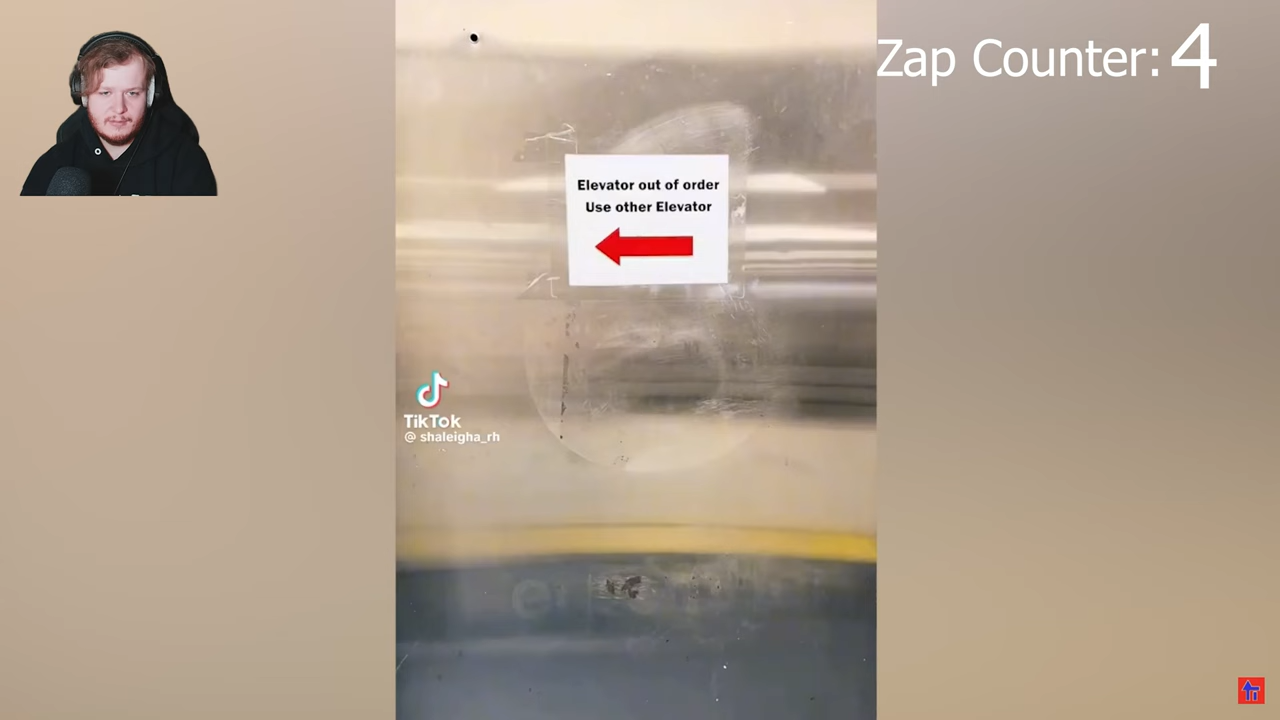 Zap Counter: 4
Elevator out of order
Use other Elevator
TikTok
@ shaleigha_rh